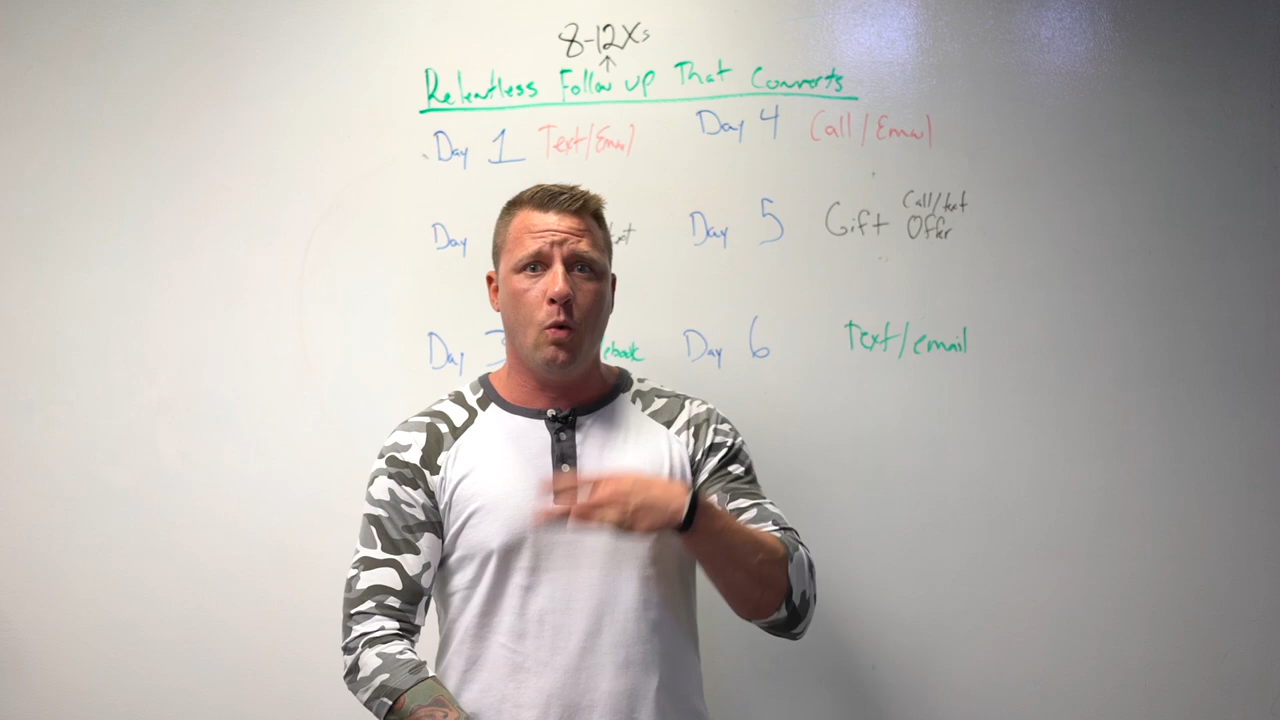 8-12Xs
Relentless Follow up That Converts
Day 1 Text/Email
Day 4 Call/Email
Day
Day 5 Gift Call/text Offer
Day 3
Day 6 Text/email